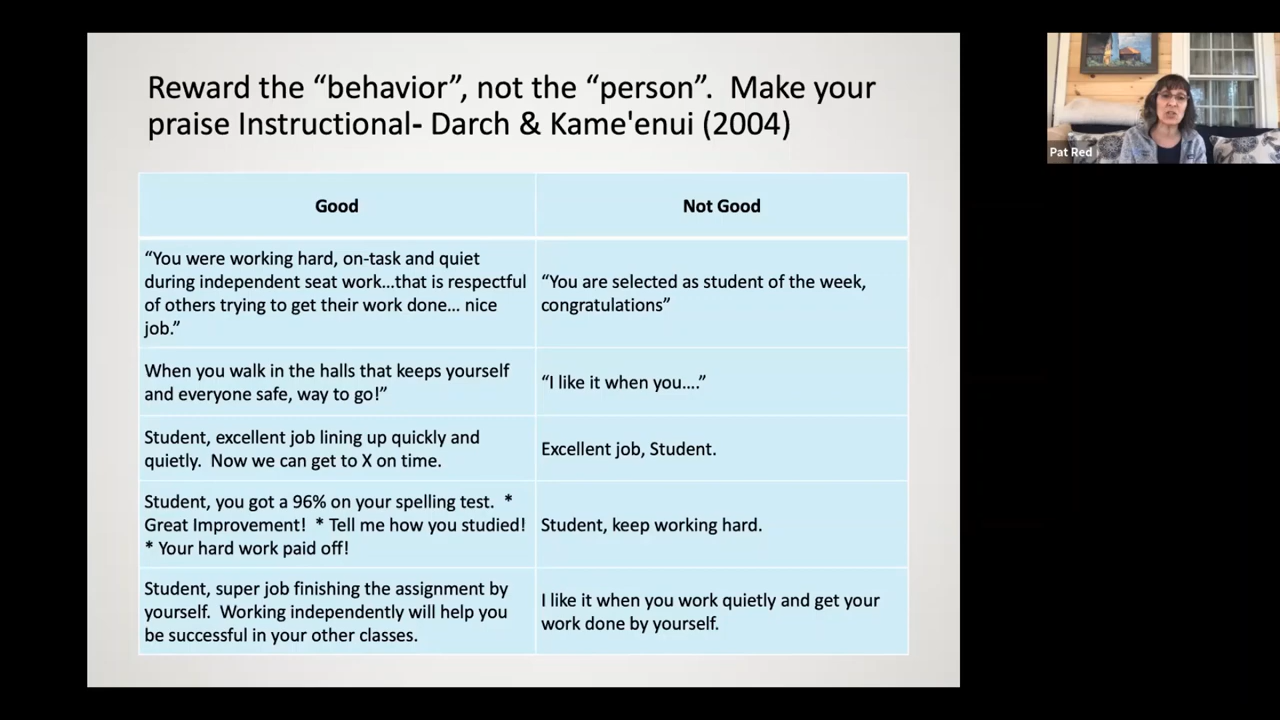 Reward the “behavior”, not the “person”.  Make your
praise Instructional- Darch & Kame'enui (2004)
Good
Not Good
“You were working hard, on-task and quiet
during independent seat work…that is respectful
of others trying to get their work done… nice
job.”
“You are selected as student of the week,
congratulations”
When you walk in the halls that keeps yourself
and everyone safe, way to go!”
“I like it when you….”
Student, excellent job lining up quickly and
quietly.  Now we can get to X on time.
Excellent job, Student.
Student, you got a 96% on your spelling test.  *
Great Improvement!  * Tell me how you studied!
* Your hard work paid off!
Student, keep working hard.
Student, super job finishing the assignment by
yourself.  Working independently will help you
be successful in your other classes.
I like it when you work quietly and get your
work done by yourself.
Pat Red